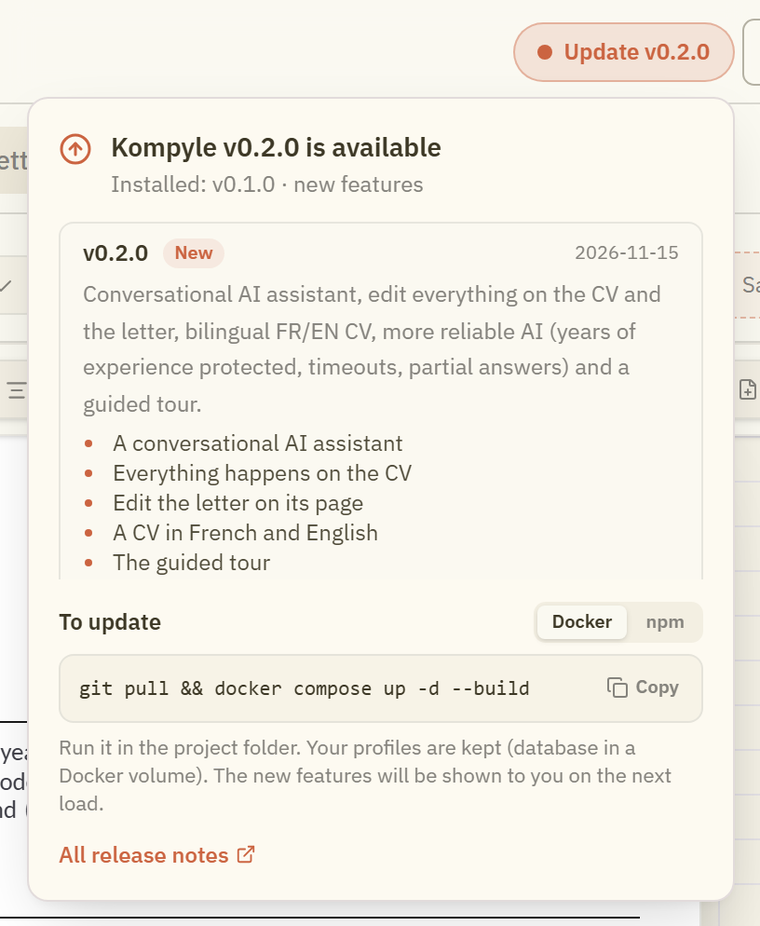 Update v0.2.0
Kompyle v0.2.0 is available
Installed: v0.1.0 · new features
ett
v0.2.0 New 2026-11-15
Sa
Conversational AI assistant, edit everything on the CV and
the letter, bilingual FR/EN CV, more reliable AI (years of
experience protected, timeouts, partial answers) and a
guided tour.
• A conversational AI assistant
• Everything happens on the CV
• Edit the letter on its page
• A CV in French and English
• The guided tour
To update Docker npm
git pull && docker compose up -d --build Copy
Run it in the project folder. Your profiles are kept (database in a
Docker volume). The new features will be shown to you on the next
load.
All release notes